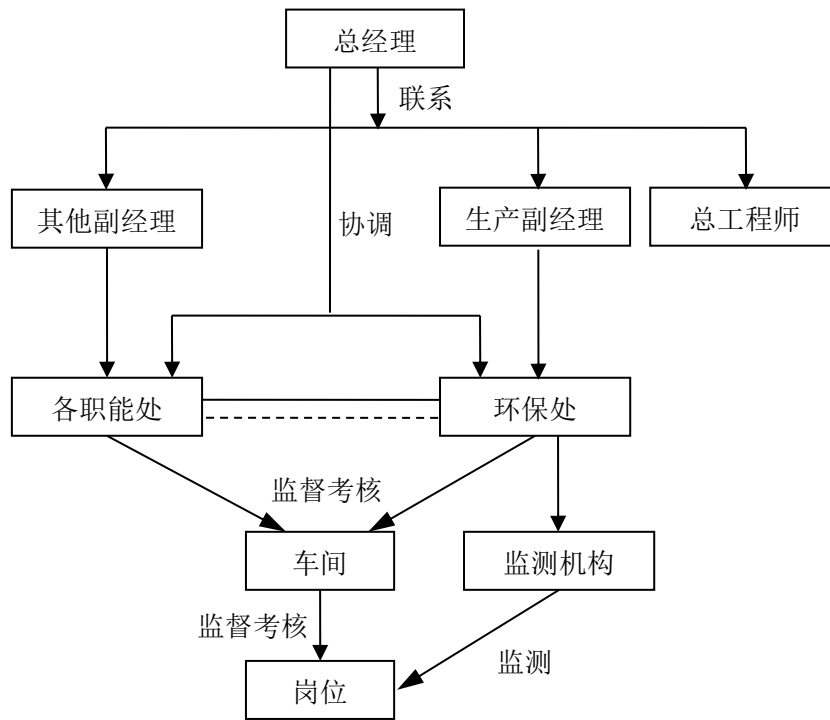 总经理
联系
其他副经理
协调
生产副经理
总工程师
各职能处
环保处
监督考核
车间
监测机构
监督考核
监测
岗位